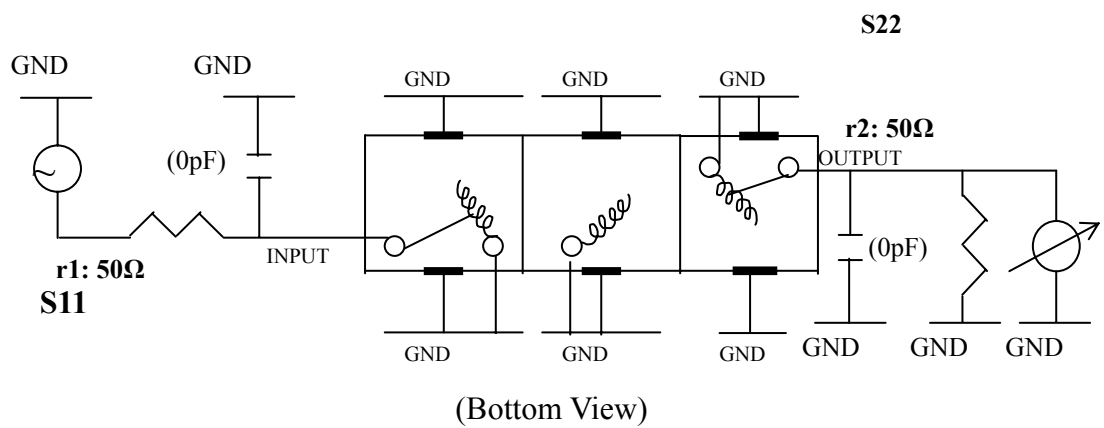 S22
GND
GND
GND
GND
GND
r2: 50Ω
(0pF)
OUTPUT
INPUT
(0pF)
r1: 50Ω
S11
GND
GND
GND
GND
GND
GND
(Bottom View)